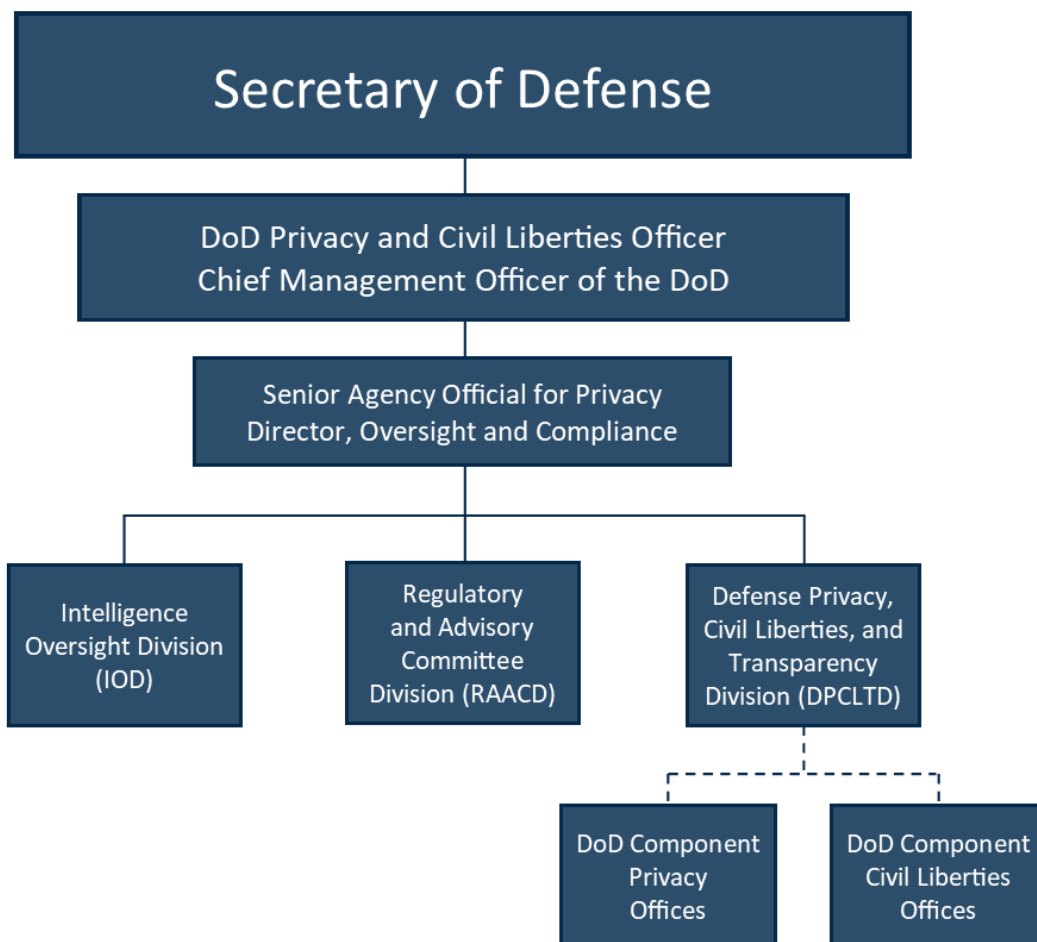 Secretary of Defense
DoD Privacy and Civil Liberties Officer
Chief Management Officer of the DoD
Senior Agency Official for Privacy
Director, Oversight and Compliance
Intelligence
Oversight Division
(IOD)
Regulatory
and Advisory
Committee
Division (RAACD)
Defense Privacy,
Civil Liberties, and
Transparency
Division (DPCLTD)
DoD Component
Privacy
Offices
DoD Component
Civil Liberties
Offices